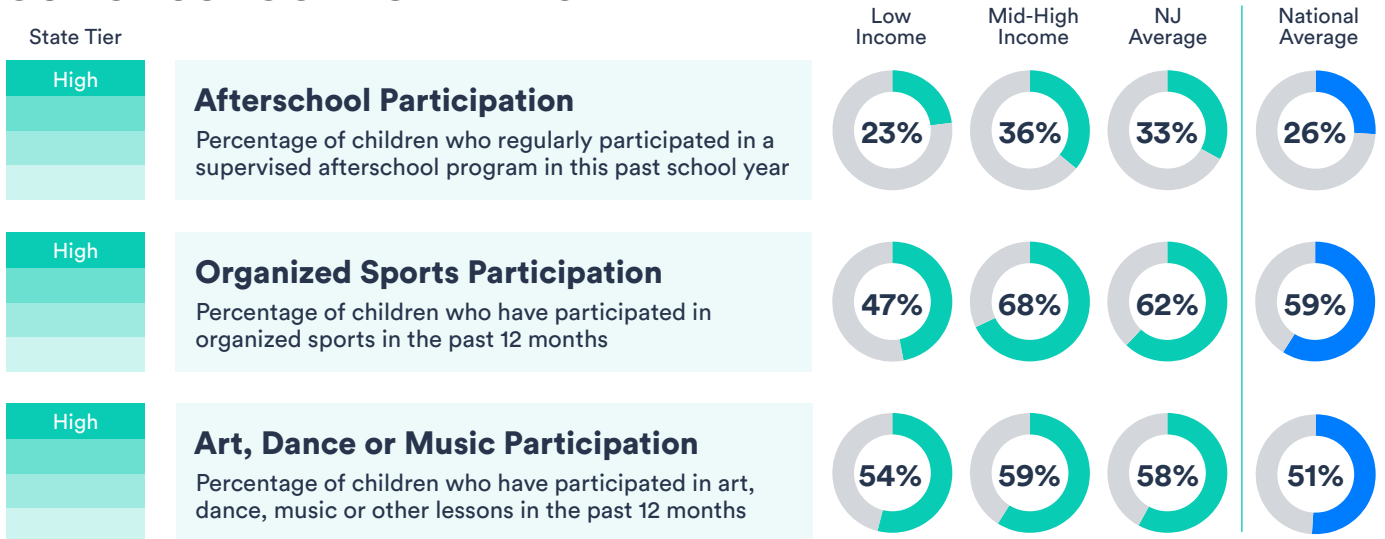 State Tier
Low
Income
Mid-High
Income
NJ
Average
National
Average
High
Afterschool Participation
Percentage of children who regularly participated in a
supervised afterschool program in this past school year
23%
36%
33%
26%
High
Organized Sports Participation
Percentage of children who have participated in
organized sports in the past 12 months
47%
68%
62%
59%
High
Art, Dance or Music Participation
Percentage of children who have participated in art,
dance, music or other lessons in the past 12 months
54%
59%
58%
51%